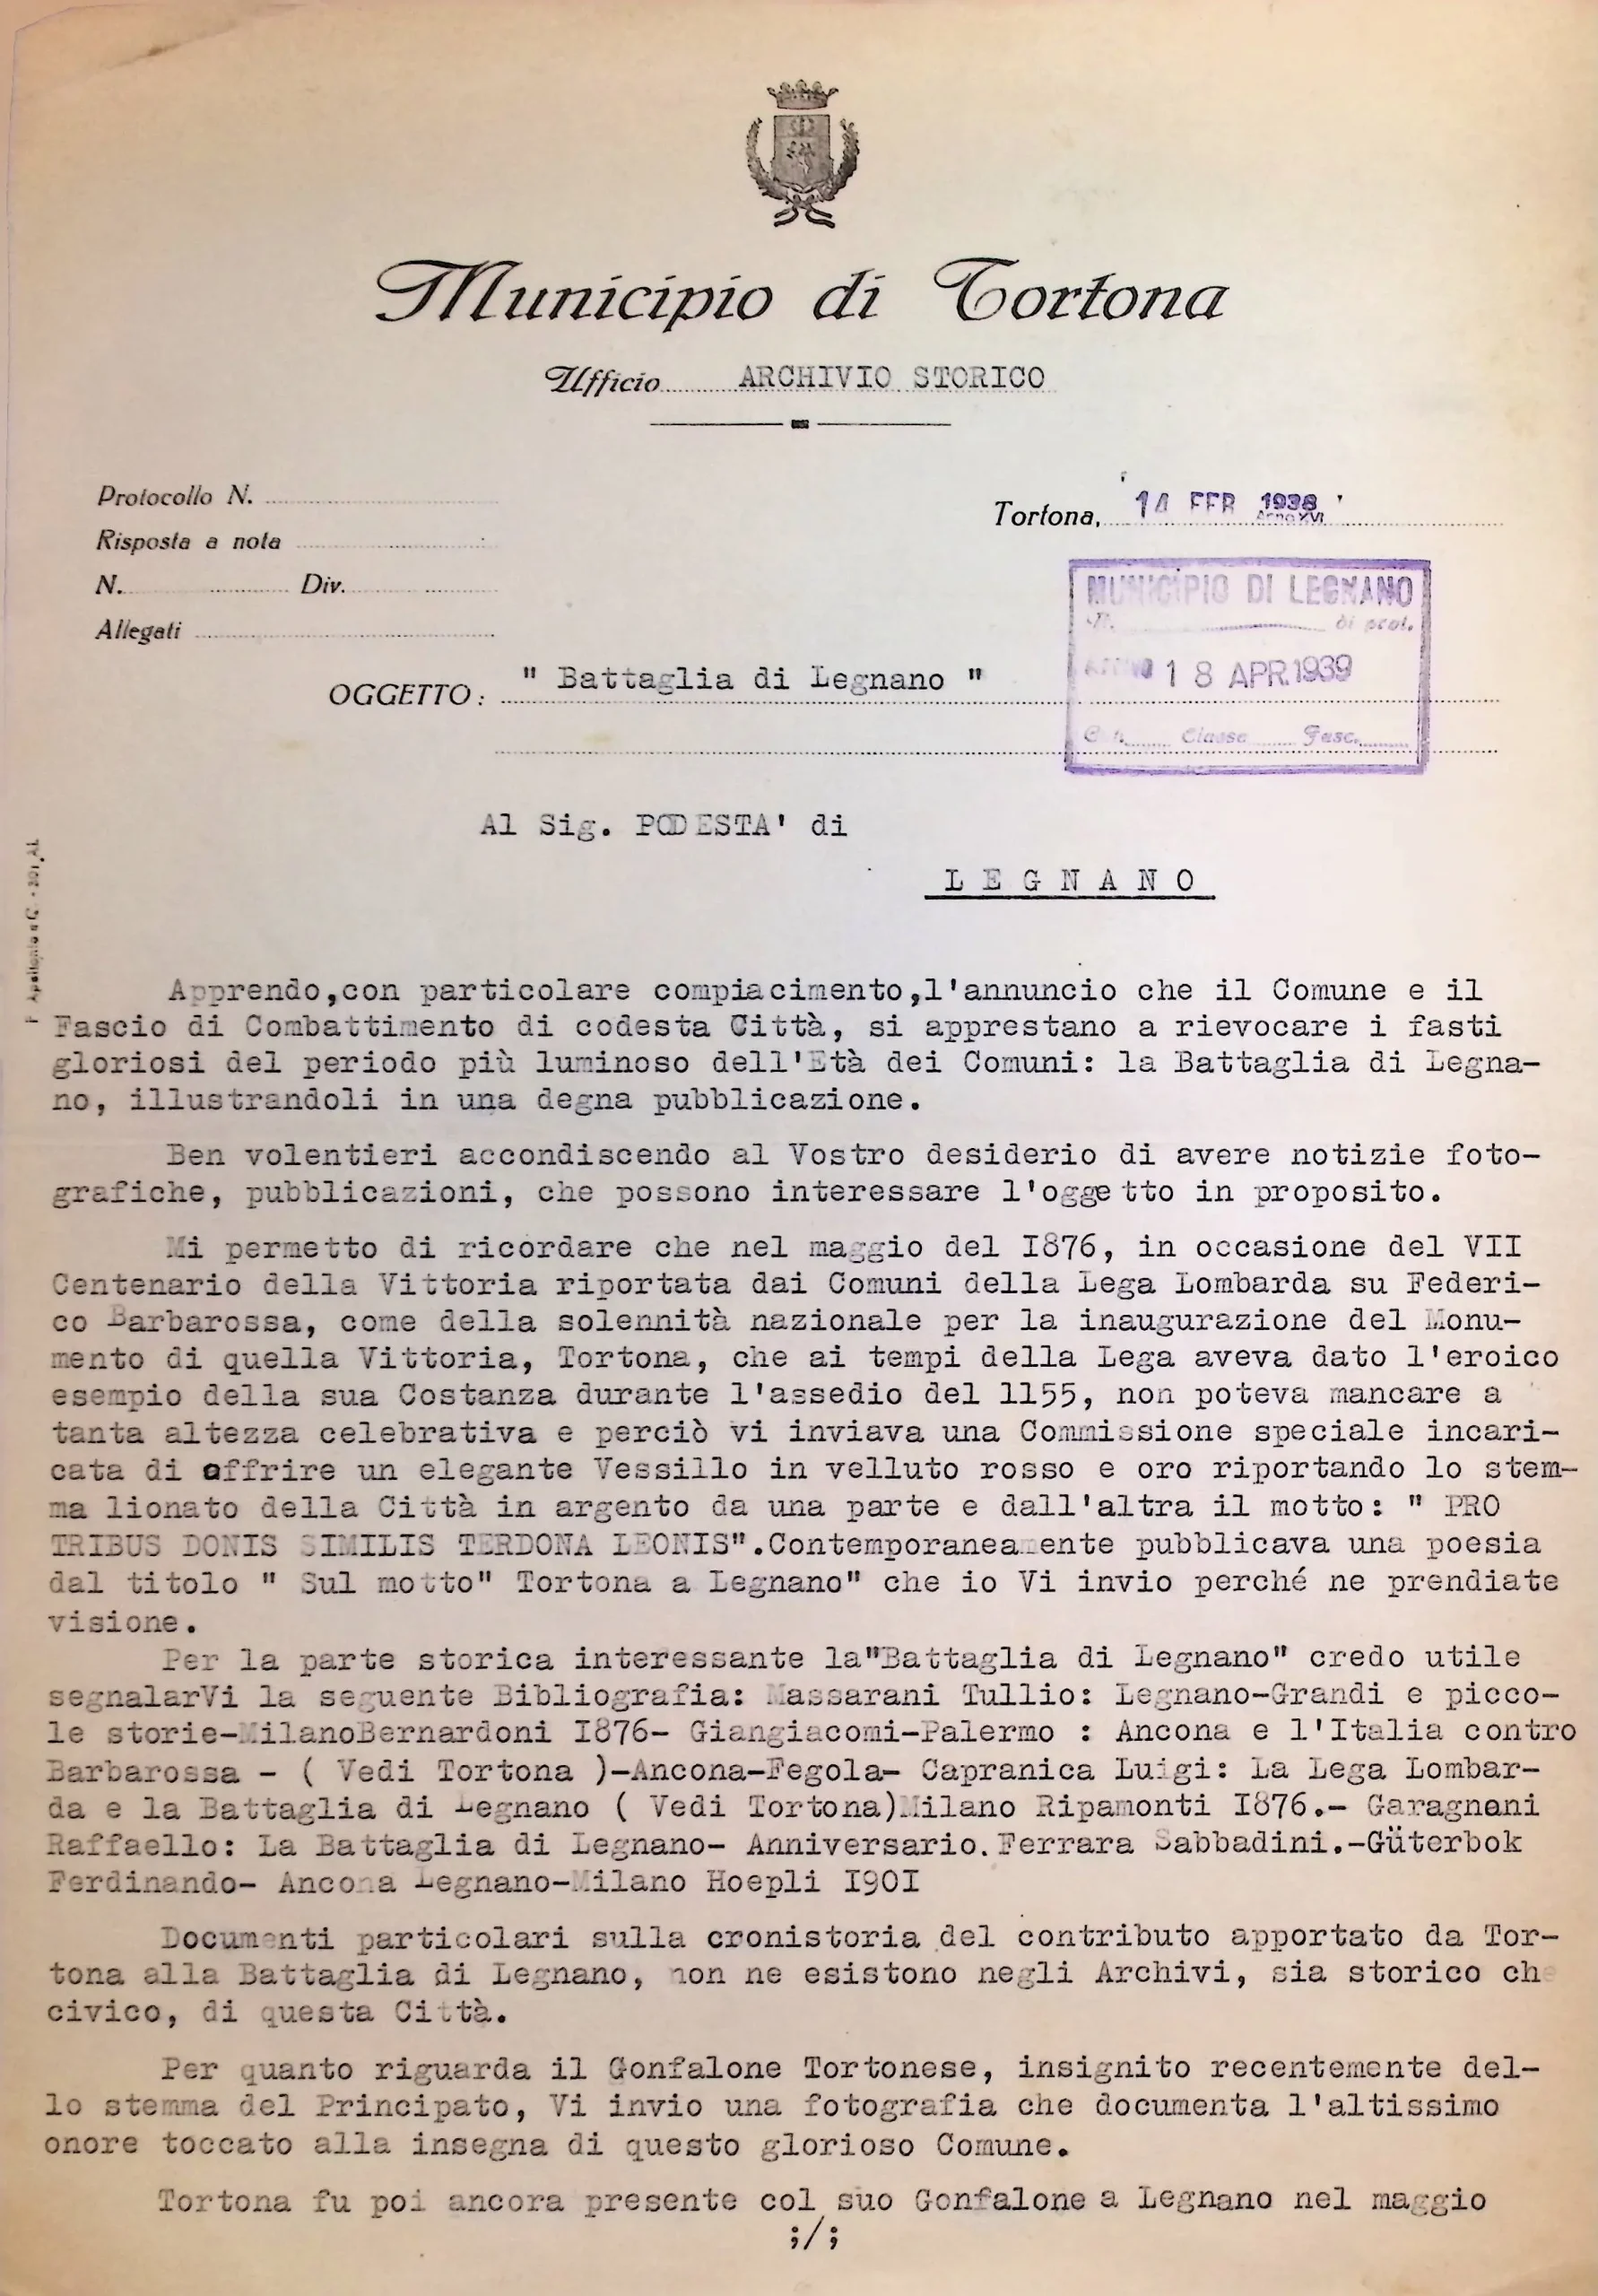 Municipio di Tortona
Ufficio ARCHIVIO STORICO
Protocollo N.
Risposta a nota
N. Div.
Allegati
Tortona, 14 FEB 1938
Anno XVI
MUNICIPIO DI LEGNANO
N. di prot.
18 APR. 1939
Cat. Classe Fasc.
OGGETTO: " Battaglia di Legnano "
Al Sig. PODESTA' di
LEGNANO
Apprendo,con particolare compiacimento,l'annuncio che il Comune e il
Fascio di Combattimento di codesta Città, si apprestano a rievocare i fasti
gloriosi del periodo più luminoso dell'Età dei Comuni: la Battaglia di Legna-
no, illustrandoli in una degna pubblicazione.
Ben volentieri accondiscendo al Vostro desiderio di avere notizie foto-
grafiche, pubblicazioni, che possono interessare l'oggetto in proposito.
Mi permetto di ricordare che nel maggio del I876, in occasione del VII
Centenario della Vittoria riportata dai Comuni della Lega Lombarda su Federi-
co Barbarossa, come della solennità nazionale per la inaugurazione del Monu-
mento di quella Vittoria, Tortona, che ai tempi della Lega aveva dato l'eroico
esempio della sua Costanza durante l'assedio del 1155, non poteva mancare a
tanta altezza celebrativa e perciò vi inviava una Commissione speciale incari-
cata di offrire un elegante Vessillo in velluto rosso e oro riportando lo stem-
ma lionato della Città in argento da una parte e dall'altra il motto: " PRO
TRIBUS DONIS SIMILIS TERDONA LEONIS".Contemporaneamente pubblicava una poesia
dal titolo " Sul motto" Tortona a Legnano" che io Vi invio perché ne prendiate
visione.
Per la parte storica interessante la"Battaglia di Legnano" credo utile
segnalarVi la seguente Bibliografia: Massarani Tullio: Legnano-Grandi e picco-
le storie-MilanoBernardoni I876- Giangiacomi-Palermo : Ancona e l'Italia contro
Barbarossa - ( Vedi Tortona )-Ancona-Fegola- Capranica Luigi: La Lega Lombar-
da e la Battaglia di Legnano ( Vedi Tortona)Milano Ripamonti I876.- Garagnani
Raffaello: La Battaglia di Legnano- Anniversario.Ferrara Sabbadini.-Güterbok
Ferdinando- Ancona Legnano-Milano Hoepli I90I
Documenti particolari sulla cronistoria del contributo apportato da Tor-
tona alla Battaglia di Legnano, non ne esistono negli Archivi, sia storico che
civico, di questa Città.
Per quanto riguarda il Gonfalone Tortonese, insignito recentemente del-
lo stemma del Principato, Vi invio una fotografia che documenta l'altissimo
onore toccato alla insegna di questo glorioso Comune.
Tortona fu poi ancora presente col suo Gonfalone a Legnano nel maggio
;/;